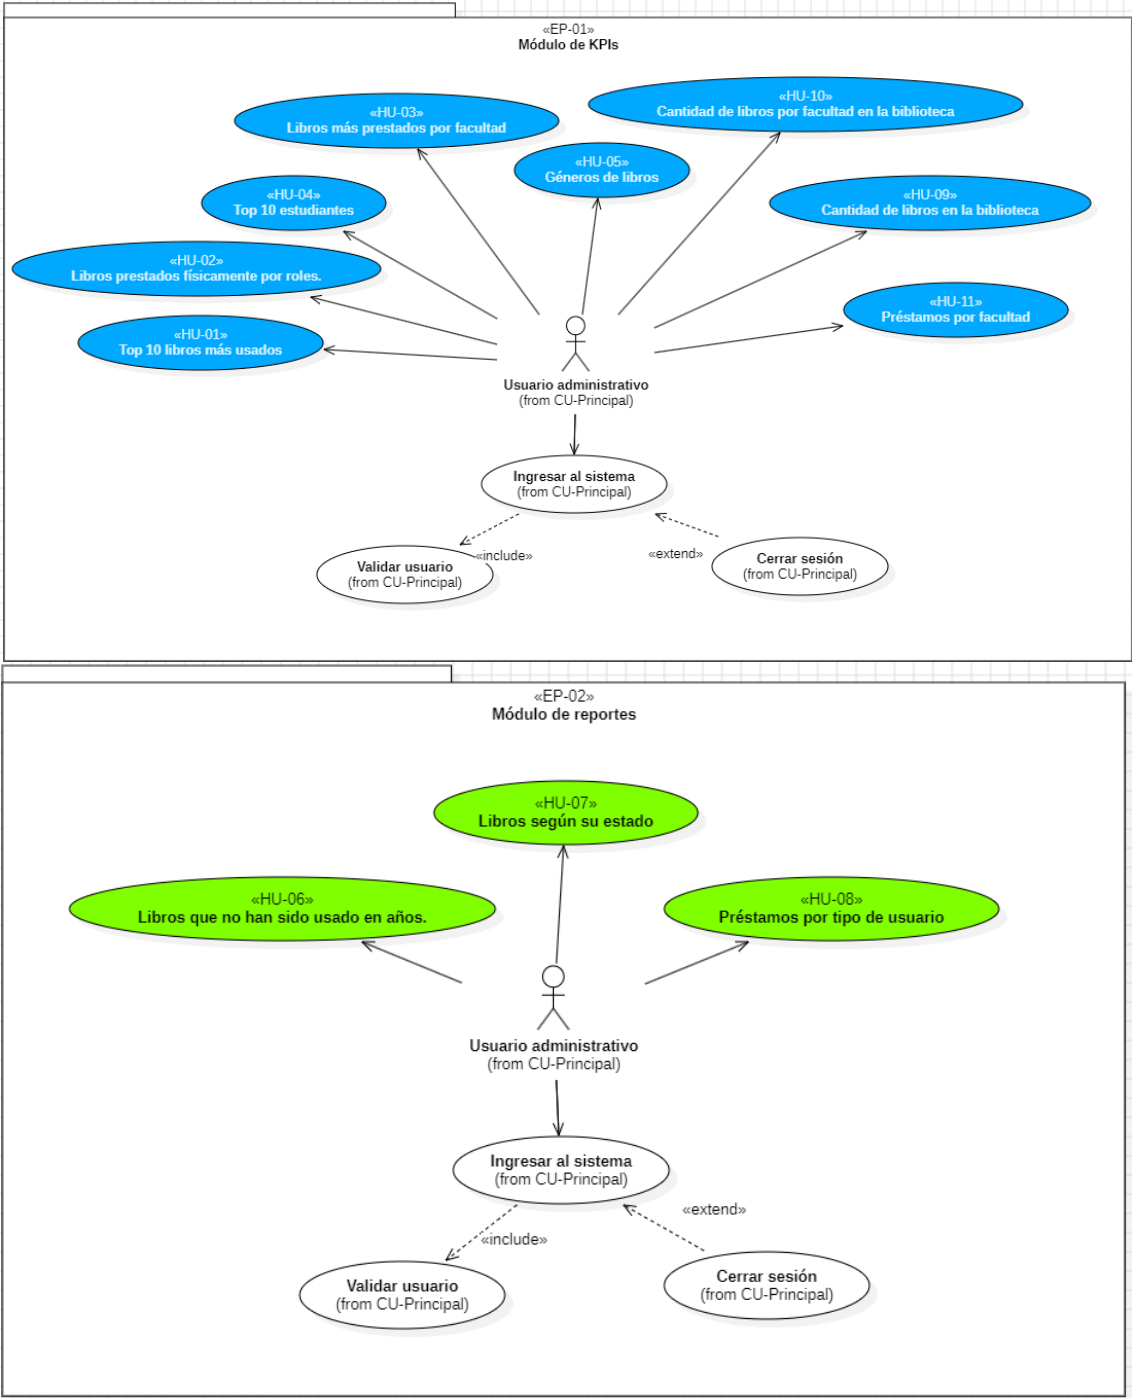 «EP-01»
Módulo de KPIs
«HU-10»
Cantidad de libros por facultad en la biblioteca
«HU-03»
Libros más prestados por facultad
«HU-05»
Géneros de libros
«HU-04»
Top 10 estudiantes
«HU-09»
Cantidad de libros en la biblioteca
«HU-02»
Libros prestados físicamente por roles.
«HU-11»
Préstamos por facultad
«HU-01»
Top 10 libros más usados
Usuario administrativo
(from CU-Principal)
Ingresar al sistema
(from CU-Principal)
«include»
«extend»
Validar usuario
(from CU-Principal)
Cerrar sesión
(from CU-Principal)
«EP-02»
Módulo de reportes
«HU-07»
Libros según su estado
«HU-06»
Libros que no han sido usado en años.
«HU-08»
Préstamos por tipo de usuario
Usuario administrativo
(from CU-Principal)
Ingresar al sistema
(from CU-Principal)
«extend»
«include»
Validar usuario
(from CU-Principal)
Cerrar sesión
(from CU-Principal)